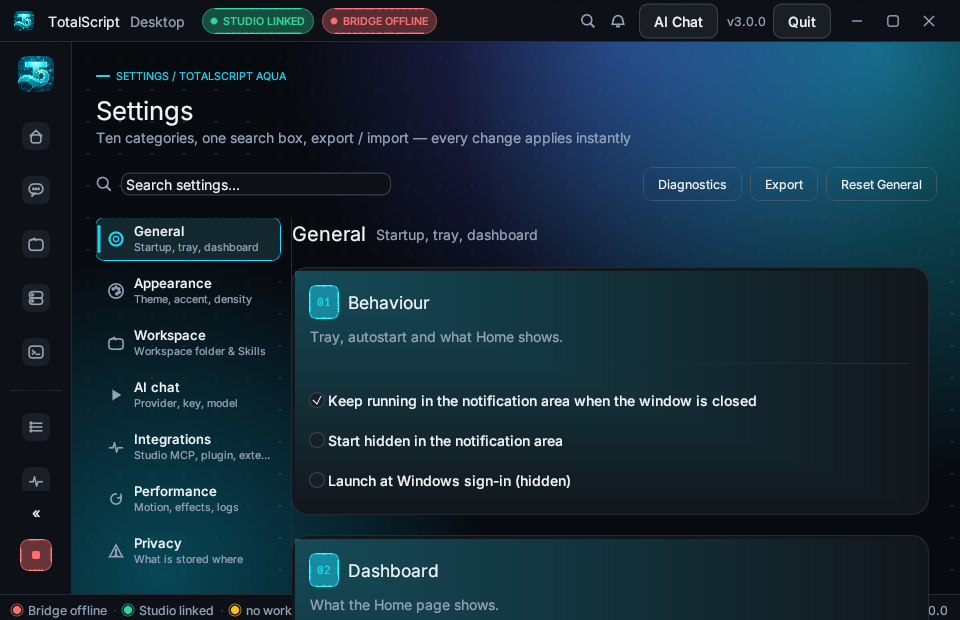 TotalScript Desktop STUDIO LINKED BRIDGE OFFLINE AI Chat v3.0.0 Quit
SETTINGS / TOTALSCRIPT AQUA
Settings
Ten categories, one search box, export / import — every change applies instantly
Search settings...
Diagnostics Export Reset General
General
Startup, tray, dashboard
Appearance
Theme, accent, density
Workspace
Workspace folder & Skills
AI chat
Provider, key, model
Integrations
Studio MCP, plugin, exte...
Performance
Motion, effects, logs
Privacy
What is stored where
General Startup, tray, dashboard
01 Behaviour
Tray, autostart and what Home shows.
Keep running in the notification area when the window is closed
Start hidden in the notification area
Launch at Windows sign-in (hidden)
02 Dashboard
What the Home page shows.
«
Bridge offline · Studio linked · no work
0.0